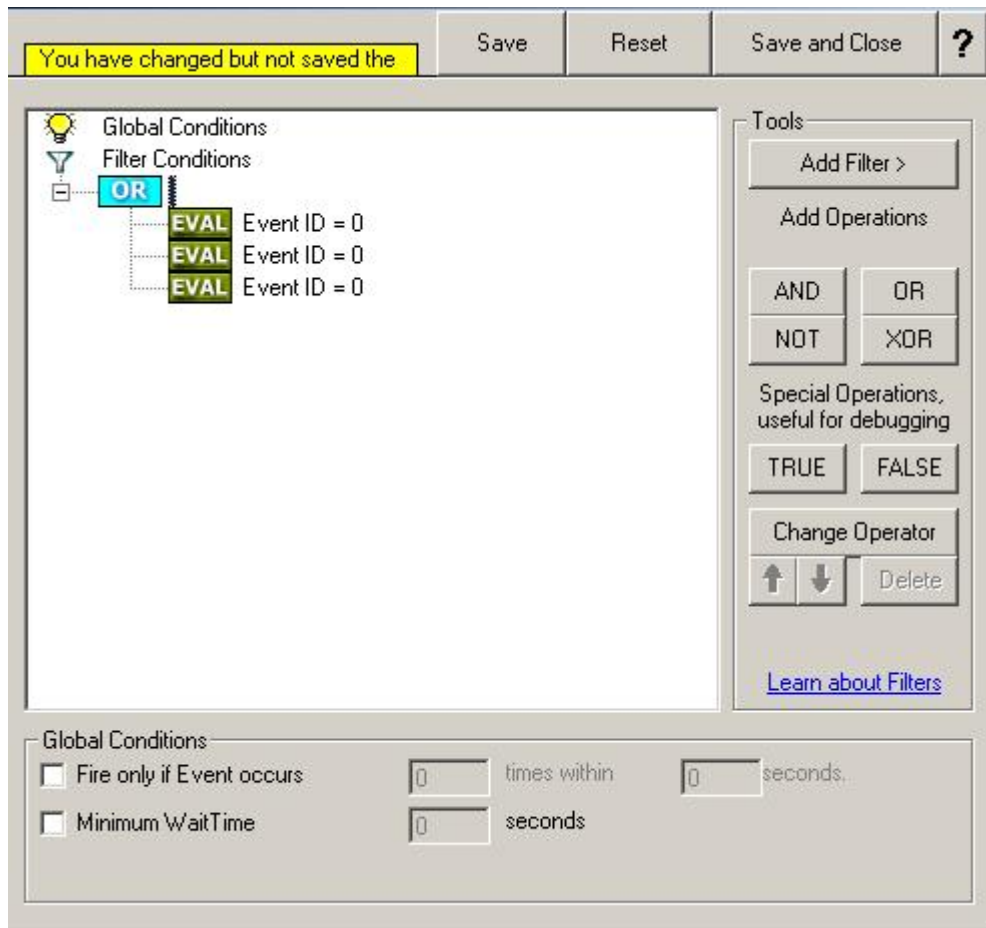 You have changed but not saved the
Save
Reset
Save and Close
?
Global Conditions
Filter Conditions
OR
EVAL Event ID = 0
EVAL Event ID = 0
EVAL Event ID = 0
Tools
Add Filter >
Add Operations
AND
OR
NOT
XOR
Special Operations,
useful for debugging
TRUE
FALSE
Change Operator
Delete
Learn about Filters
Global Conditions
Fire only if Event occurs 0 times within 0 seconds.
Minimum WaitTime 0 seconds